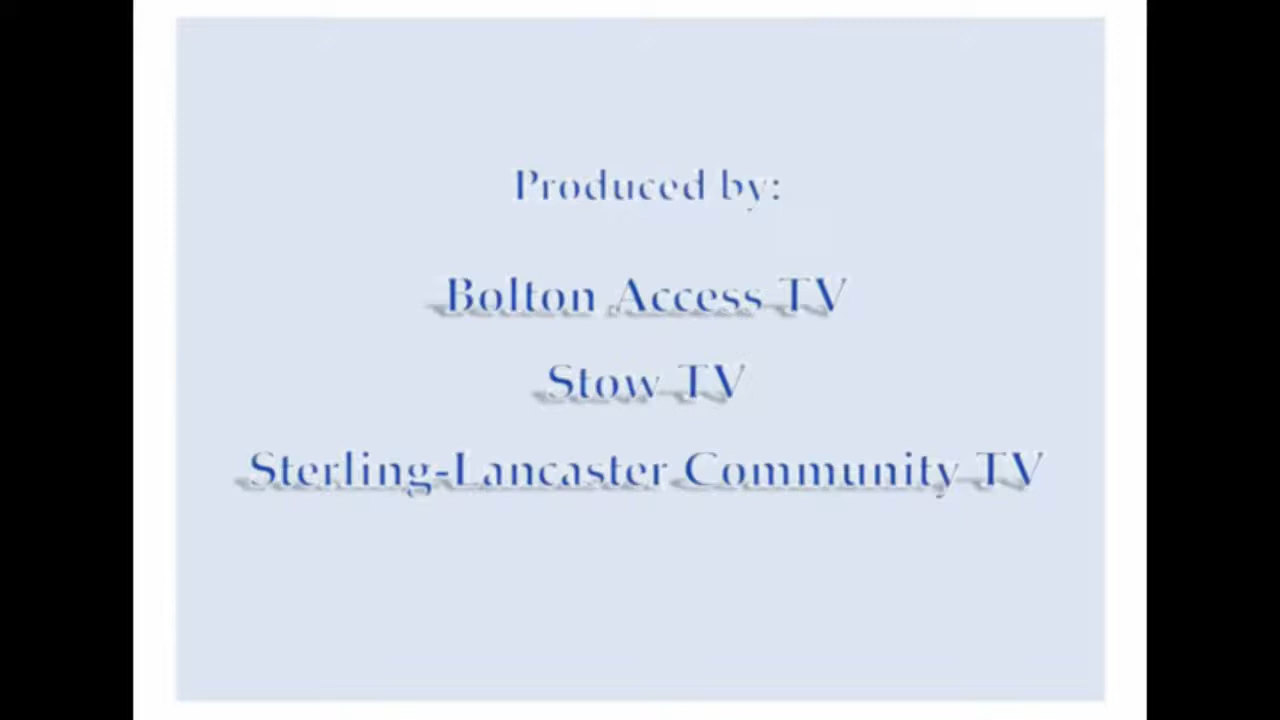 Produced by:
Bolton Access TV
Stow TV
Sterling-Lancaster Community TV